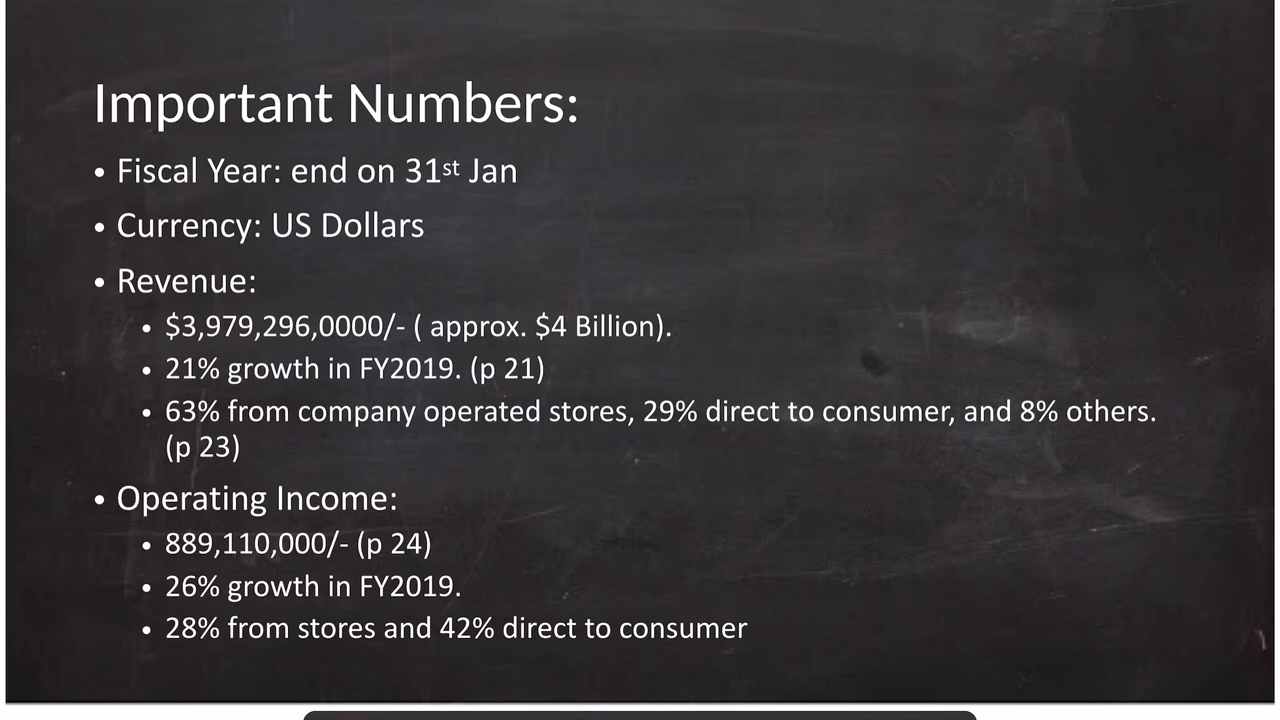 Important Numbers:
• Fiscal Year: end on 31st Jan
• Currency: US Dollars
• Revenue:
• $3,979,296,0000/- ( approx. $4 Billion).
• 21% growth in FY2019. (p 21)
• 63% from company operated stores, 29% direct to consumer, and 8% others.
(p 23)
• Operating Income:
• 889,110,000/- (p 24)
• 26% growth in FY2019.
• 28% from stores and 42% direct to consumer